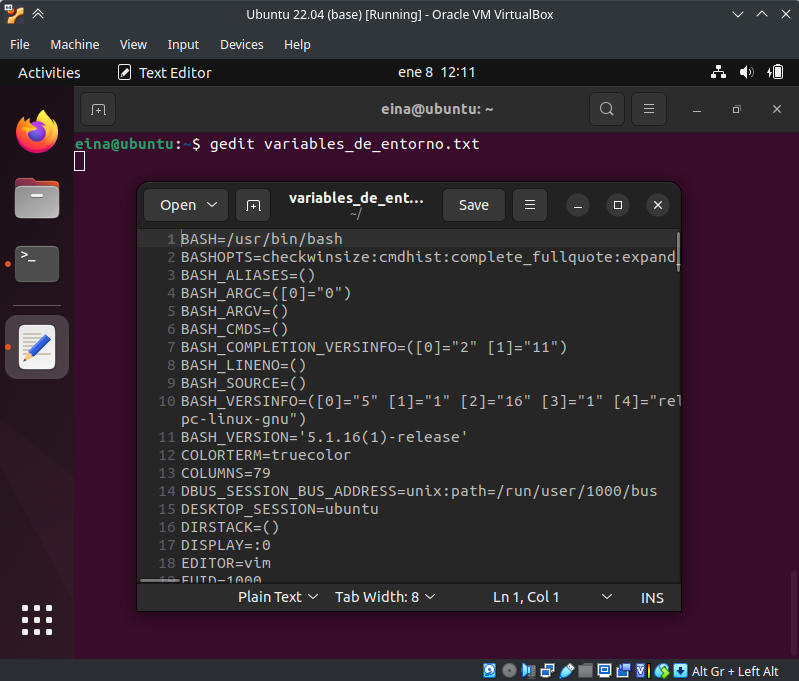 Ubuntu 22.04 (base) [Running] - Oracle VM VirtualBox
File Machine View Input Devices Help
Activities Text Editor ene 8 12:11
eina@ubuntu: ~
eina@ubuntu:~$ gedit variables_de_entorno.txt
Open variables_de_ent... Save
~/
1 BASH=/usr/bin/bash
2 BASHOPTS=checkwinsize:cmdhist:complete_fullquote:expand_
3 BASH_ALIASES=()
4 BASH_ARGC=([0]="0")
5 BASH_ARGV=()
6 BASH_CMDS=()
7 BASH_COMPLETION_VERSINFO=([0]="2" [1]="11")
8 BASH_LINENO=()
9 BASH_SOURCE=()
10 BASH_VERSINFO=([0]="5" [1]="1" [2]="16" [3]="1" [4]="rel
pc-linux-gnu")
11 BASH_VERSION='5.1.16(1)-release'
12 COLORTERM=truecolor
13 COLUMNS=79
14 DBUS_SESSION_BUS_ADDRESS=unix:path=/run/user/1000/bus
15 DESKTOP_SESSION=ubuntu
16 DIRSTACK=()
17 DISPLAY=:0
18 EDITOR=vim
19 EUID=1000
Plain Text Tab Width: 8 Ln 1, Col 1 INS
Alt Gr + Left Alt